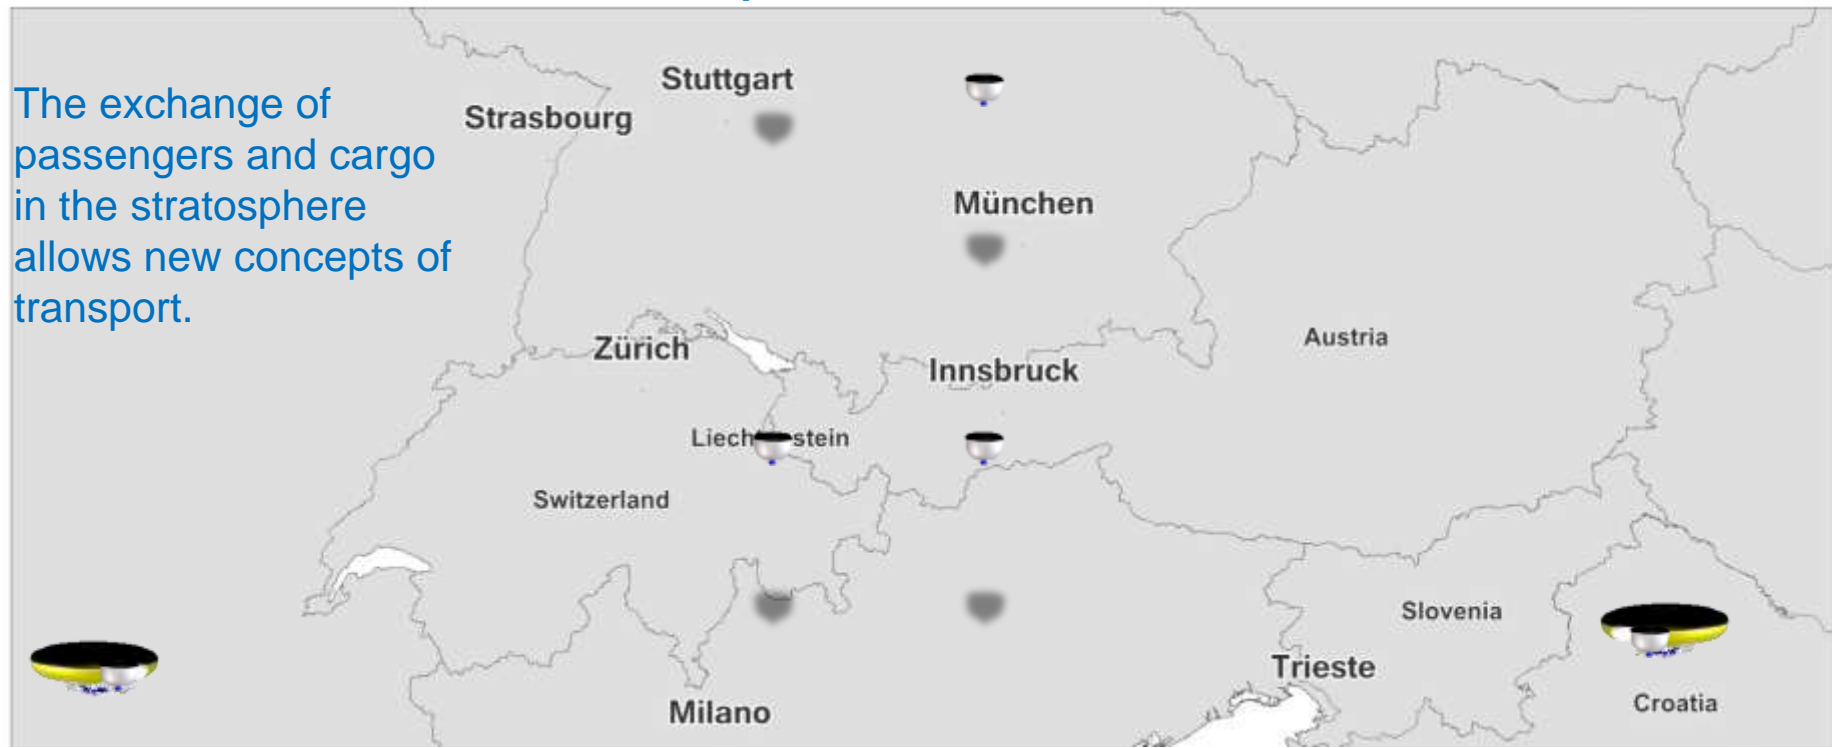 The exchange of
passengers and cargo
in the stratosphere
allows new concepts of
transport.
Stuttgart
Strasbourg
München
Zürich
Innsbruck
Austria
Liechtenstein
Switzerland
Slovenia
Trieste
Milano
Croatia